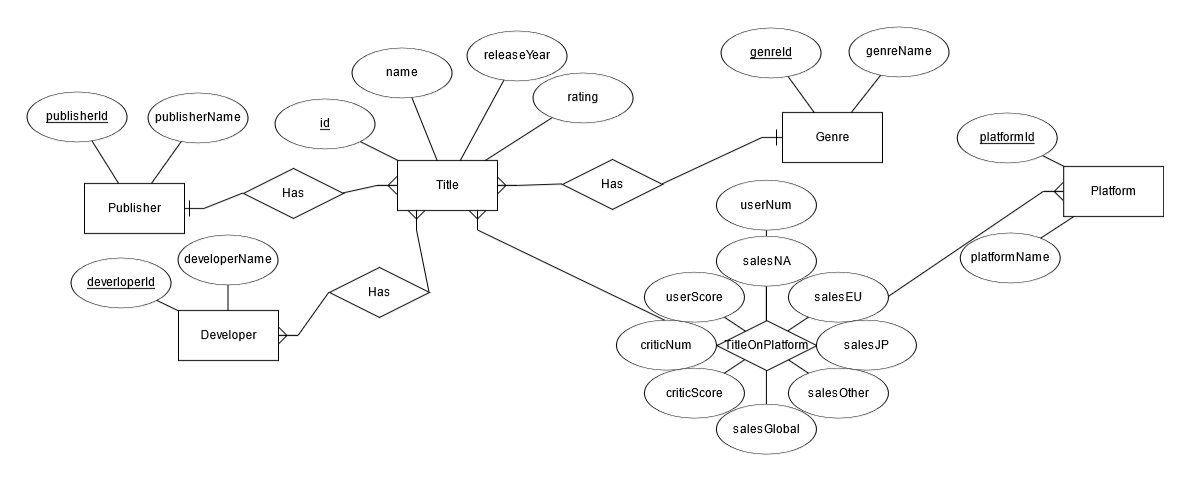 releaseYear
genreId
genreName
name
rating
publisherId
publisherName
id
Genre
platformId
Title
Has
Has
Platform
Publisher
userNum
developerName
salesNA
platformName
deverloperId
Has
userScore
salesEU
Developer
criticNum
TitleOnPlatform
salesJP
criticScore
salesOther
salesGlobal